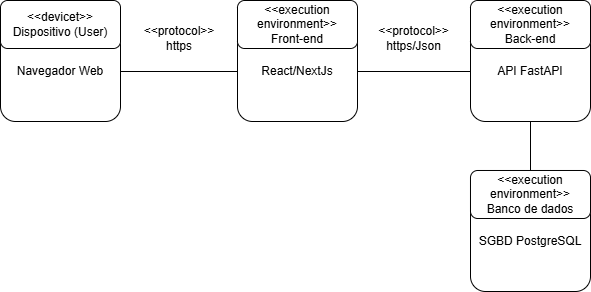 <<devicet>>
Dispositivo (User)
Navegador Web
<<protocol>>
https
<<execution
environment>>
Front-end
React/NextJs
<<protocol>>
https/Json
<<execution
environment>>
Back-end
API FastAPI
<<execution
environment>>
Banco de dados
SGBD PostgreSQL